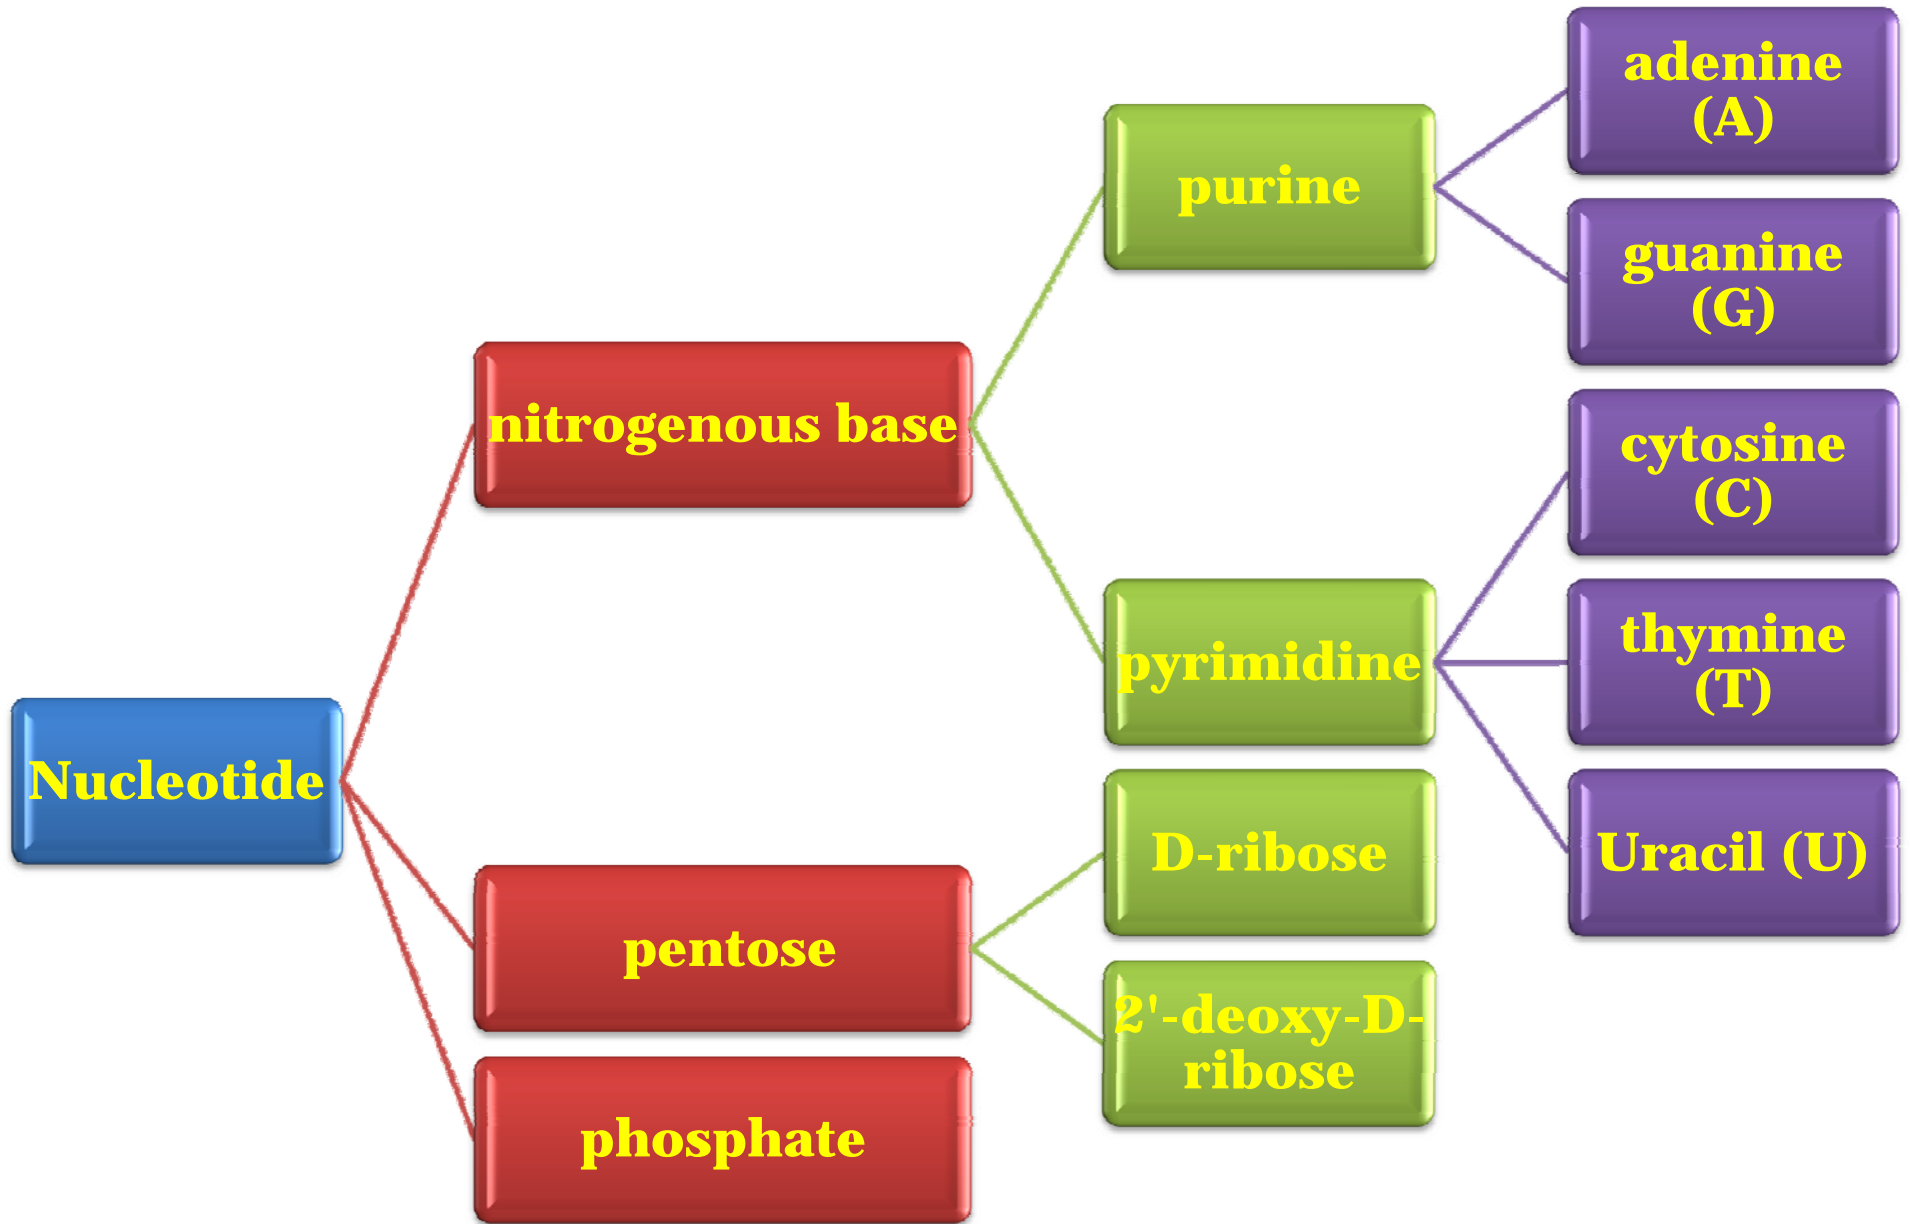 Nucleotide
nitrogenous base
purine
adenine
(A)
guanine
(G)
pyrimidine
cytosine
(C)
thymine
(T)
Uracil (U)
pentose
D-ribose
2'-deoxy-D-
ribose
phosphate